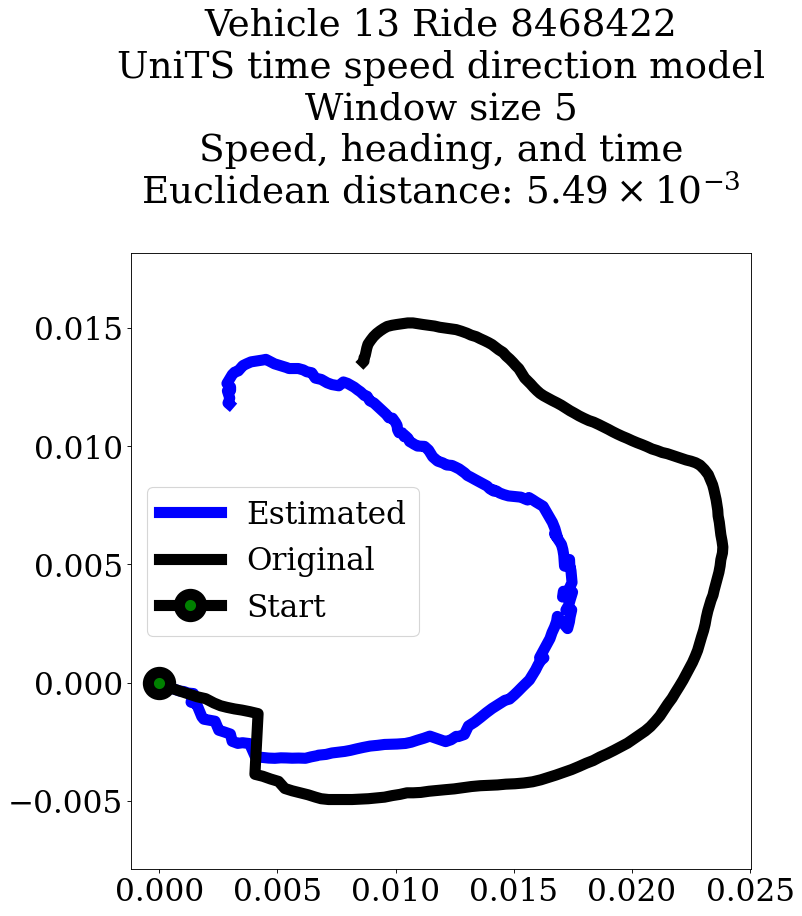 Vehicle 13 Ride 8468422
UniTS time speed direction model
Window size 5
Speed, heading, and time
Euclidean distance: 5.49 × 10⁻³
0.015
0.010
0.005
0.000
−0.005
Estimated
Original
Start
0.000 0.005 0.010 0.015 0.020 0.025